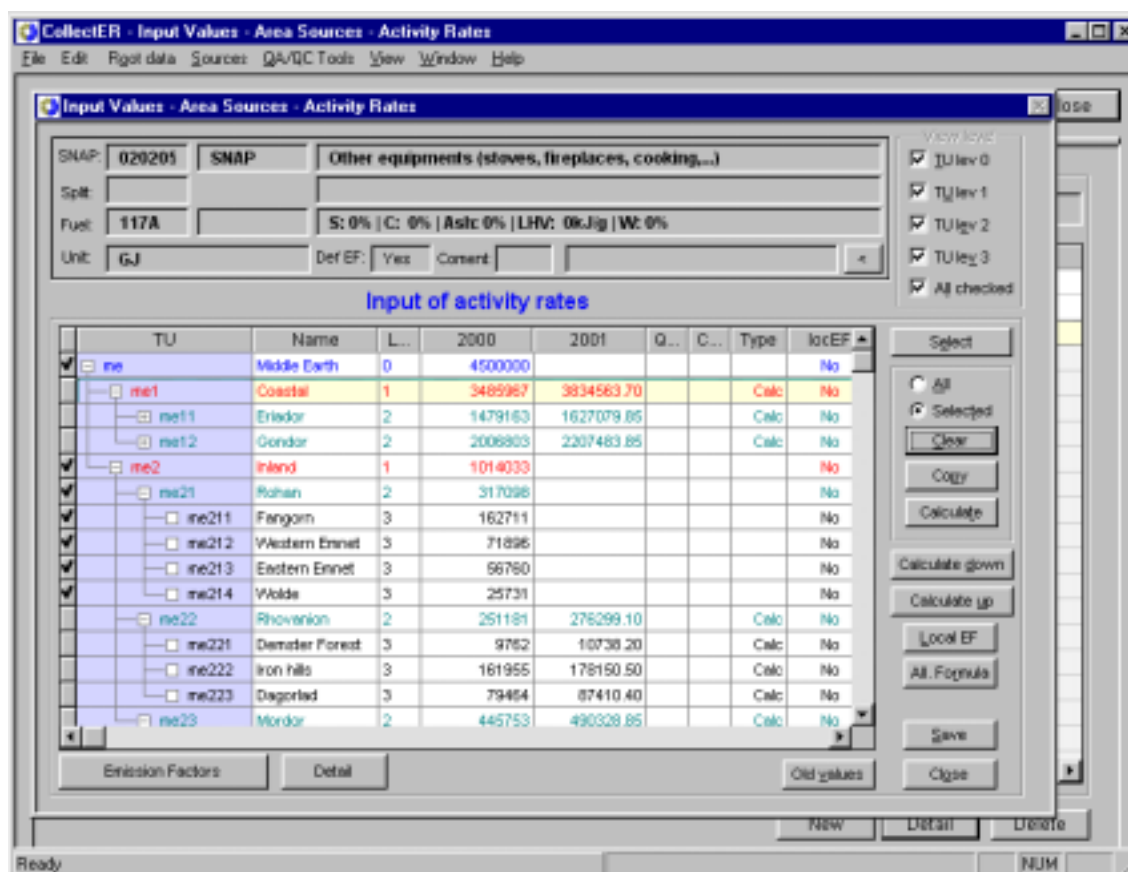 CollectER - Input Values - Area Sources - Activity Rates
File Edit Rgot data Sources QA/QC Tools View Window Help
Input Values - Area Sources - Activity Rates
lose
View level
SNAP: 020205 SNAP Other equipments (stoves, fireplaces, cooking,...)
TU lev 0
Split:
TU lev 1
Fuel: 117A S: 0% | C: 0% | Ash: 0% | LHV: 0kJ/g | W: 0%
TU lev 2
Unit: GJ Def EF: Yes Coment: <
TU lev 3
All checked
Input of activity rates
TU Name L... 2000 2001 Q... C... Type locEF
me Middle Earth 0 4500000 No
me1 Coastal 1 3485967 3834563.70 Calc No
me11 Eriador 2 1479163 1627079.85 Calc No
me12 Gondor 2 2006803 2207483.85 Calc No
me2 Inland 1 1014033 No
me21 Rohan 2 317098 No
me211 Fangorn 3 162711 No
me212 Western Emnet 3 71896 No
me213 Eastern Emnet 3 56760 No
me214 Wolde 3 25731 No
me22 Rhovanion 2 251181 276299.10 Calc No
me221 Demster Forest 3 9762 10738.20 Calc No
me222 Iron hills 3 161955 178150.50 Calc No
me223 Dagorlad 3 79464 87410.40 Calc No
me23 Mordor 2 445753 490328.85 Calc No
Select
All
Selected
Clear
Copy
Calculate
Calculate down
Calculate up
Local EF
All. Formula
Save
Emission Factors Detail Old values Close
New Detail Delete
Ready NUM